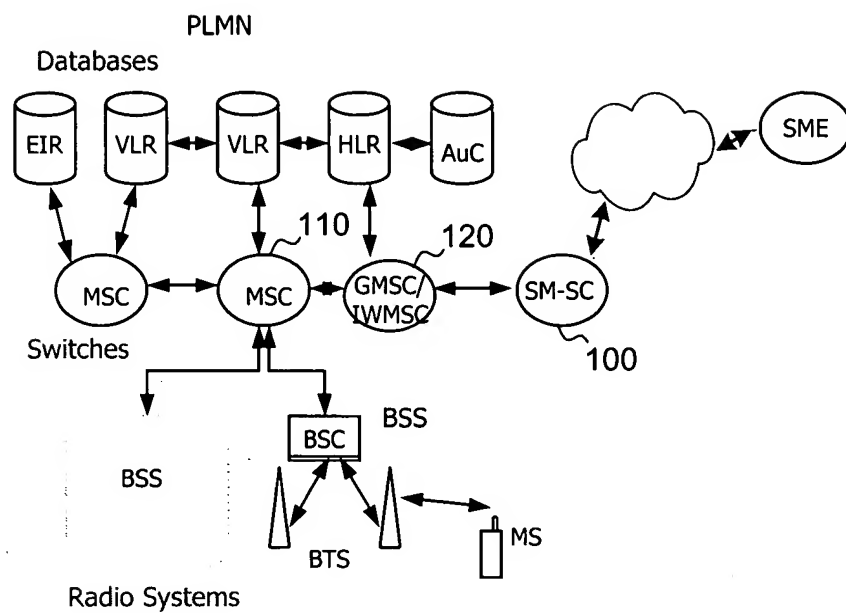 PLMN
Databases
EIR
VLR
VLR
HLR
AuC
SME
110
120
MSC
MSC
GMSC/
IWMSC
SM-SC
Switches
100
BSC
BSS
BSS
BTS
MS
Radio Systems